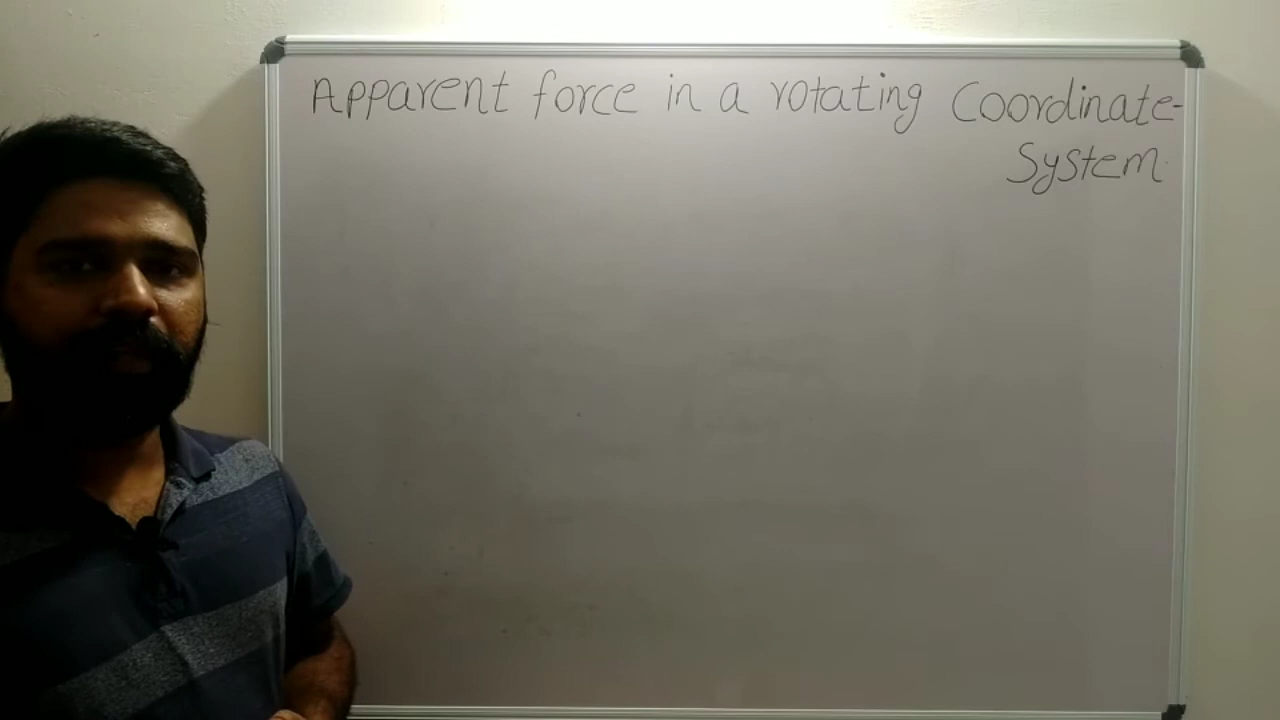 Apparent force in a rotating Coordinate-
System.